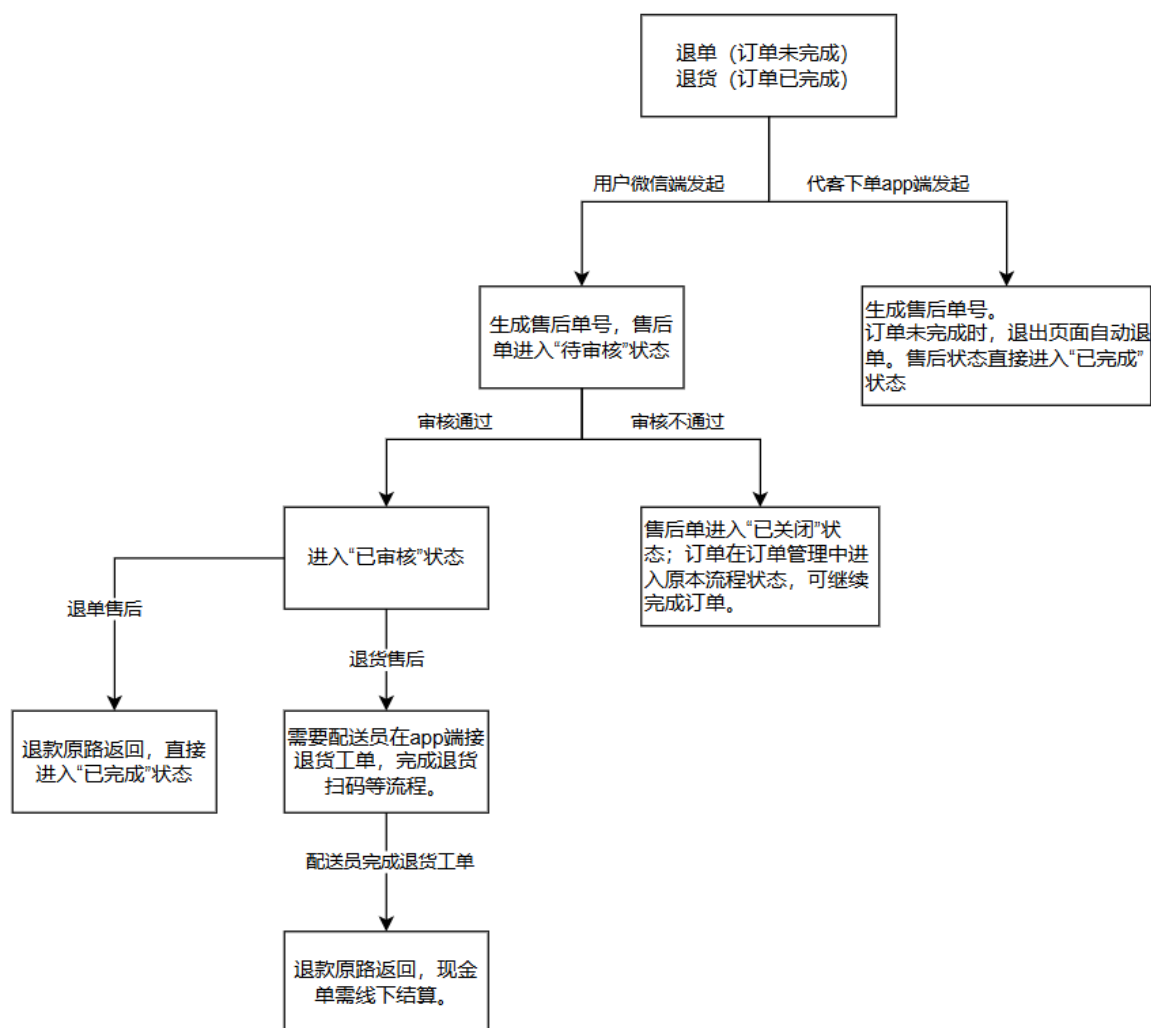 退单（订单未完成）
退货（订单已完成）
用户微信端发起
代客下单app端发起
生成售后单号，售后
单进入“待审核”状态
生成售后单号。
订单未完成时，退出页面自动退
单。售后状态直接进入“已完成”
状态
审核通过
审核不通过
进入“已审核”状态
售后单进入“已关闭”状
态；订单在订单管理中进
入原本流程状态，可继续
完成订单。
退单售后
退货售后
退款原路返回，直接
进入“已完成”状态
需要配送员在app端接
退货工单，完成退货
扫码等流程。
配送员完成退货工单
退款原路返回，现金
单需线下结算。